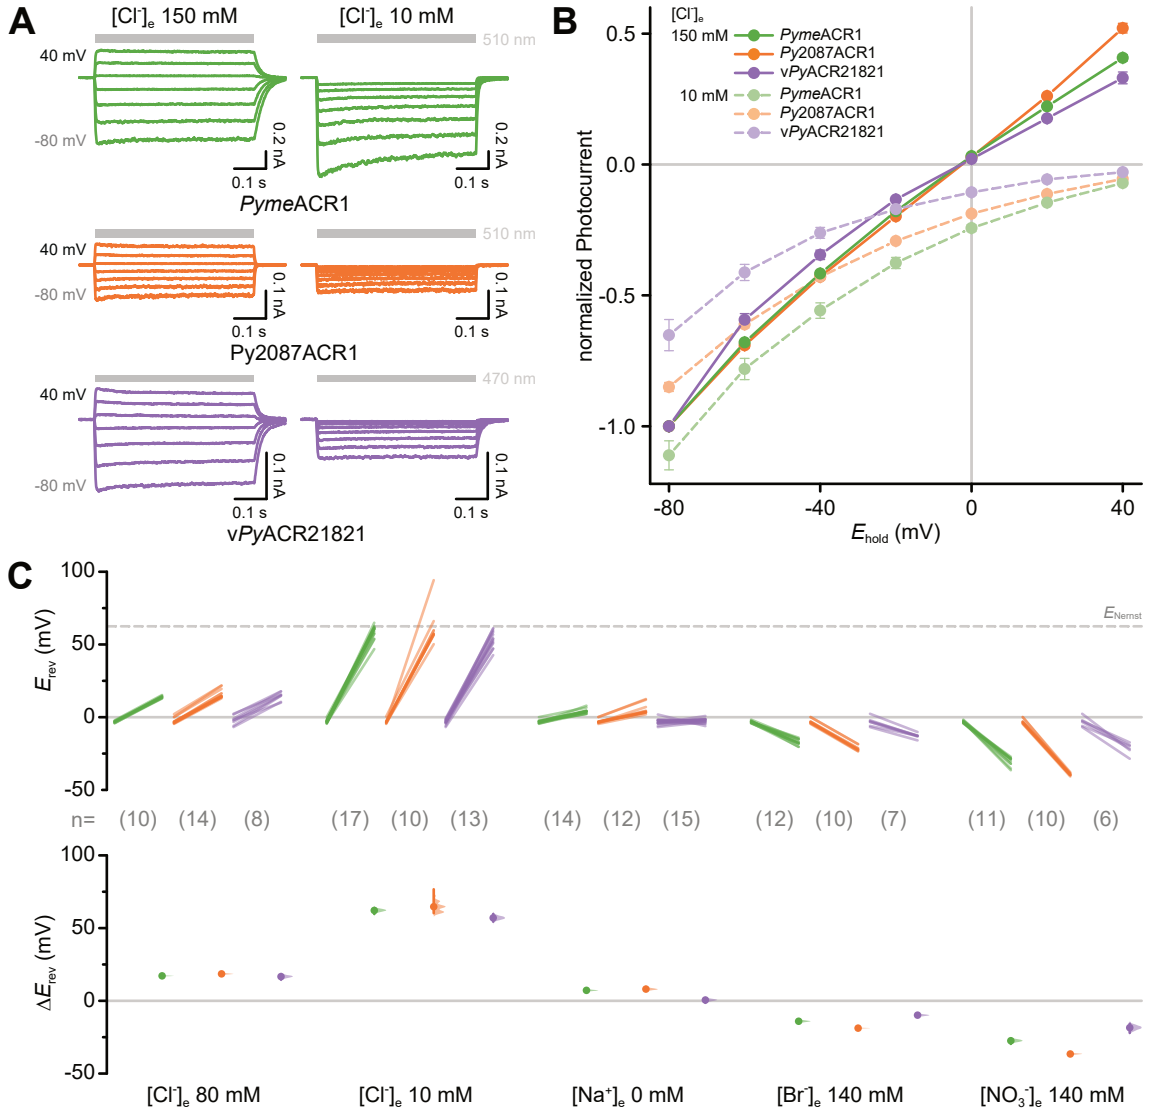 A
[Cl⁻]e 150 mM
[Cl⁻]e 10 mM
510 nm
40 mV
-80 mV
0.2 nA
0.1 s
0.2 nA
0.1 s
PymeACR1
510 nm
40 mV
-80 mV
0.1 nA
0.1 s
0.1 nA
0.1 s
Py2087ACR1
470 nm
40 mV
-80 mV
0.1 nA
0.1 s
0.1 nA
0.1 s
vPyACR21821
B
[Cl⁻]e
150 mM
PymeACR1
Py2087ACR1
vPyACR21821
10 mM
PymeACR1
Py2087ACR1
vPyACR21821
normalized Photocurrent
0.5
0.0
-0.5
-1.0
-80
-40
0
40
Ehold (mV)
C
Erev (mV)
100
50
0
-50
ENernst
n= (10) (14) (8) (17) (10) (13) (14) (12) (15) (12) (10) (7) (11) (10) (6)
ΔErev (mV)
100
50
0
-50
[Cl⁻]e 80 mM
[Cl⁻]e 10 mM
[Na⁺]e 0 mM
[Br⁻]e 140 mM
[NO₃⁻]e 140 mM